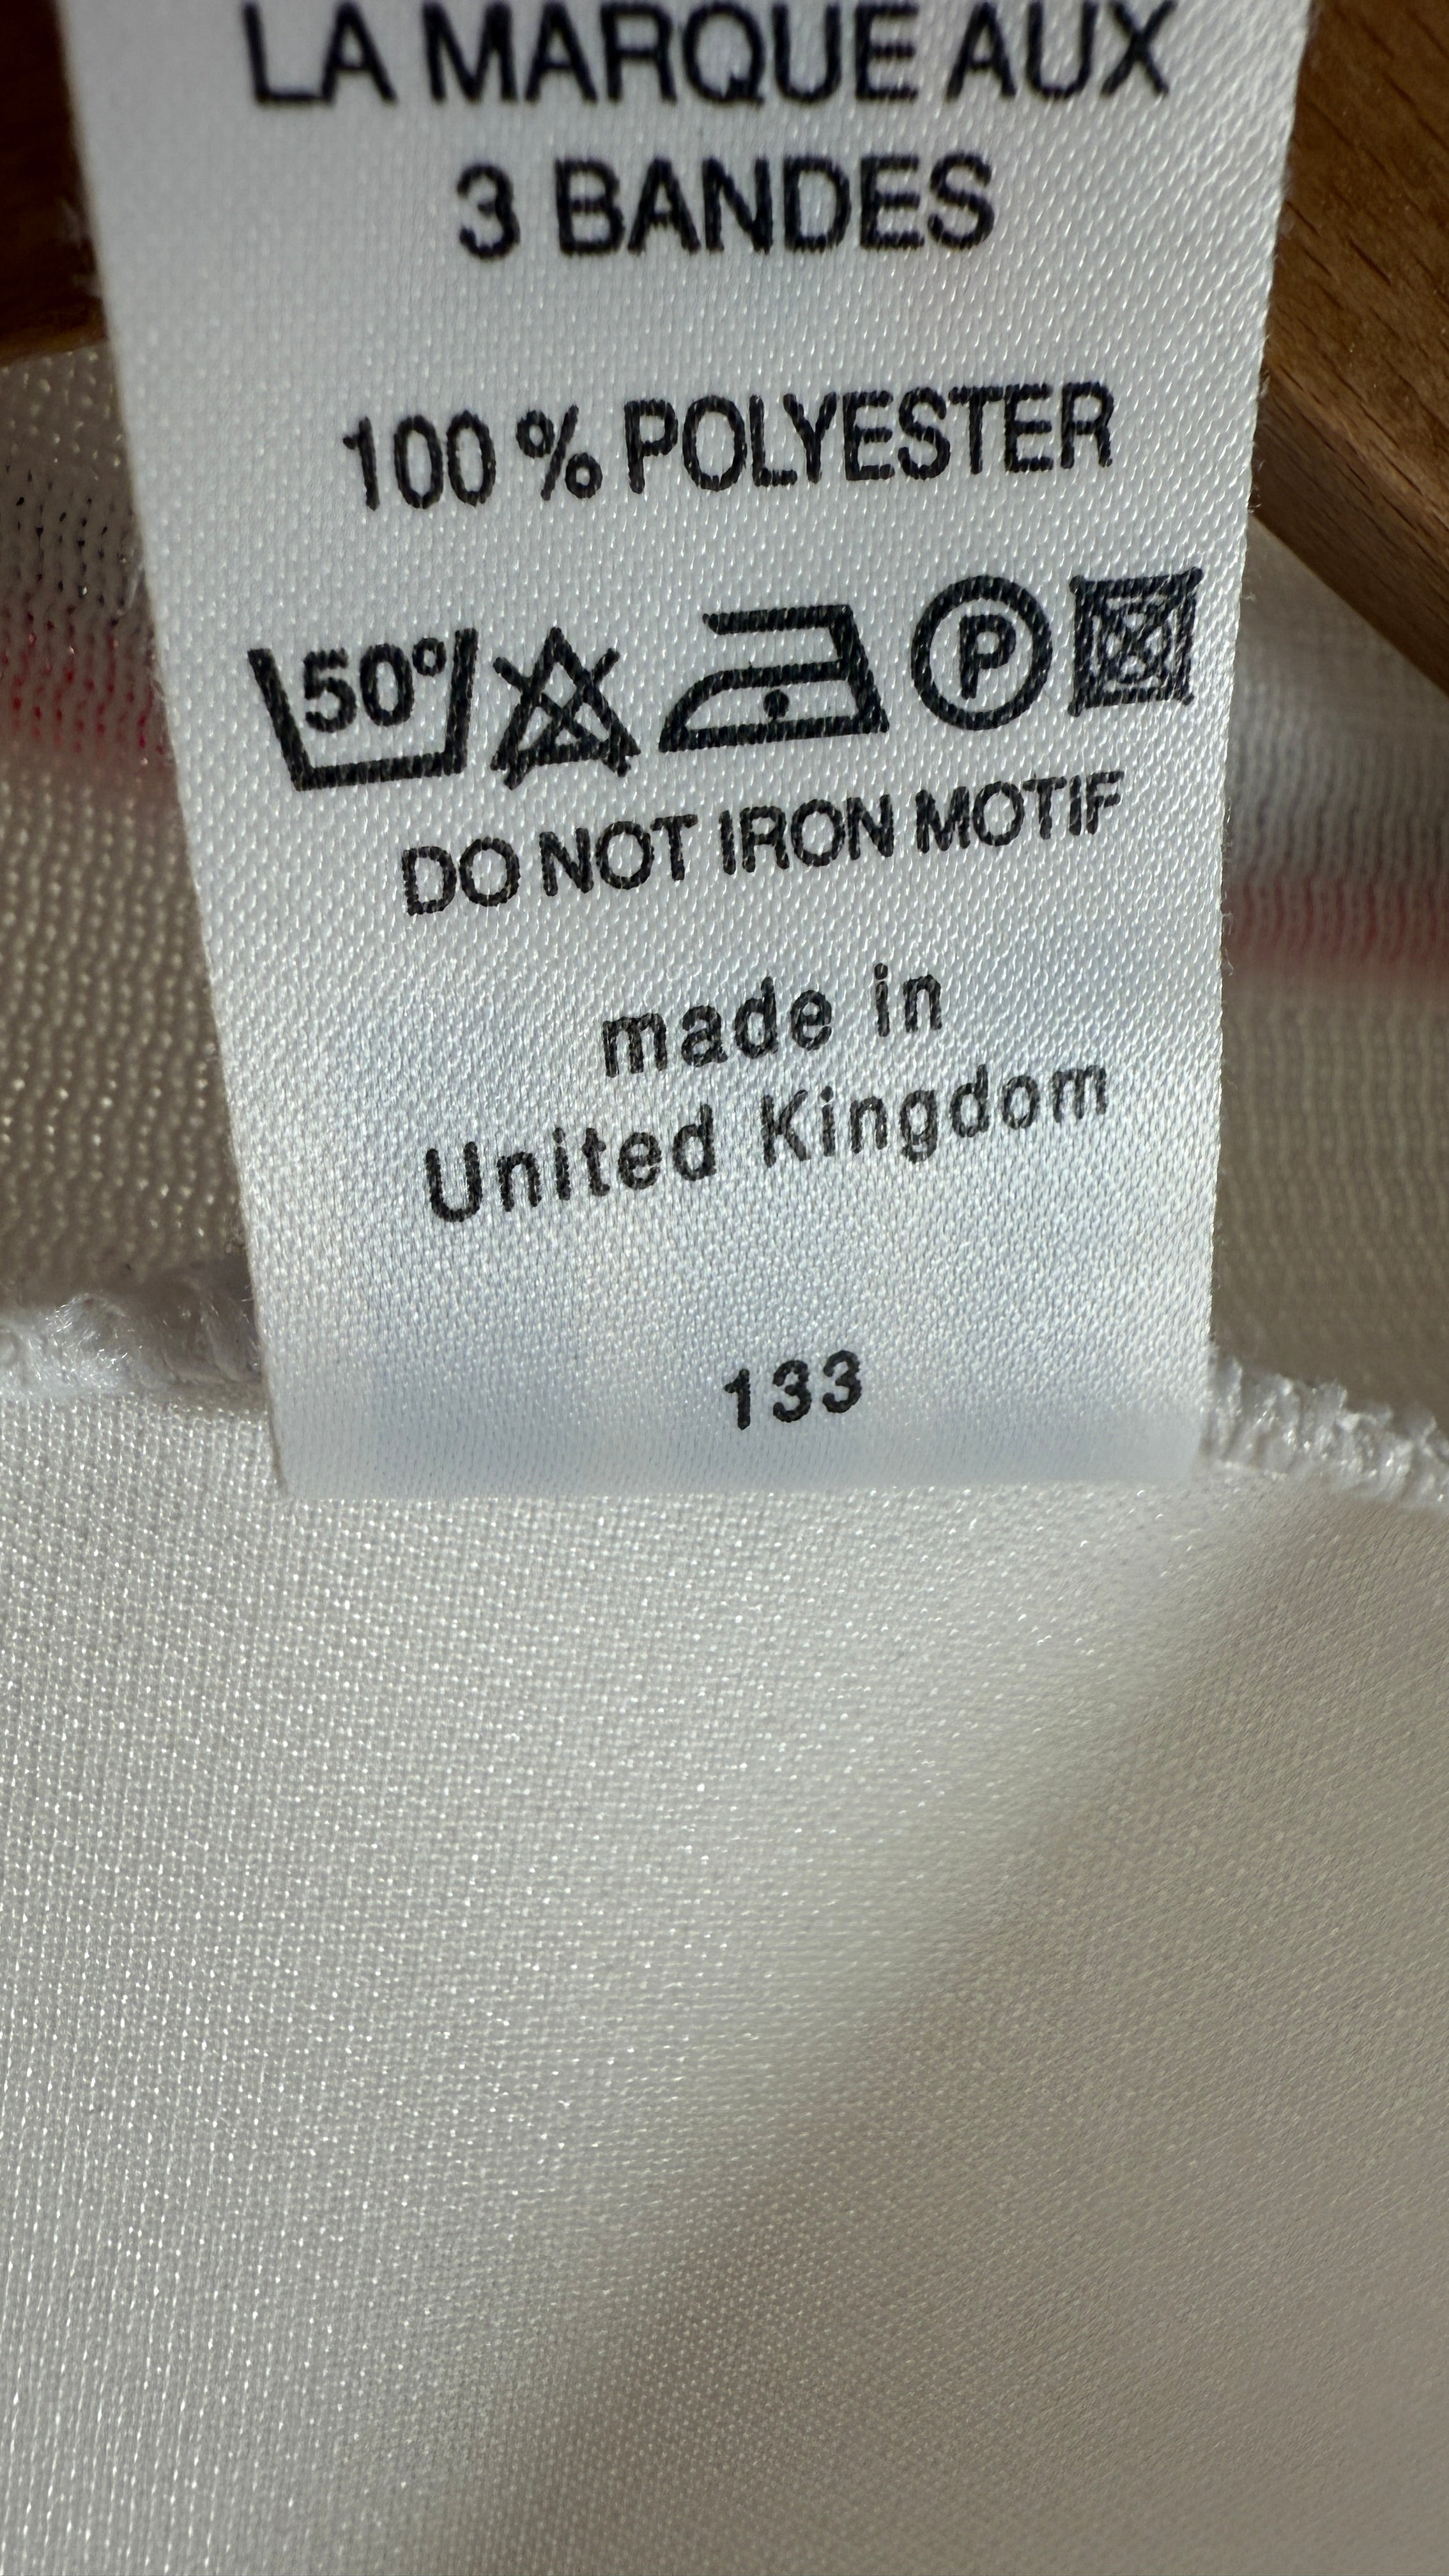 LA MARQUE AUX
3 BANDES
100 % POLYESTER
50° P
DO NOT IRON MOTIF
made in
United Kingdom
133